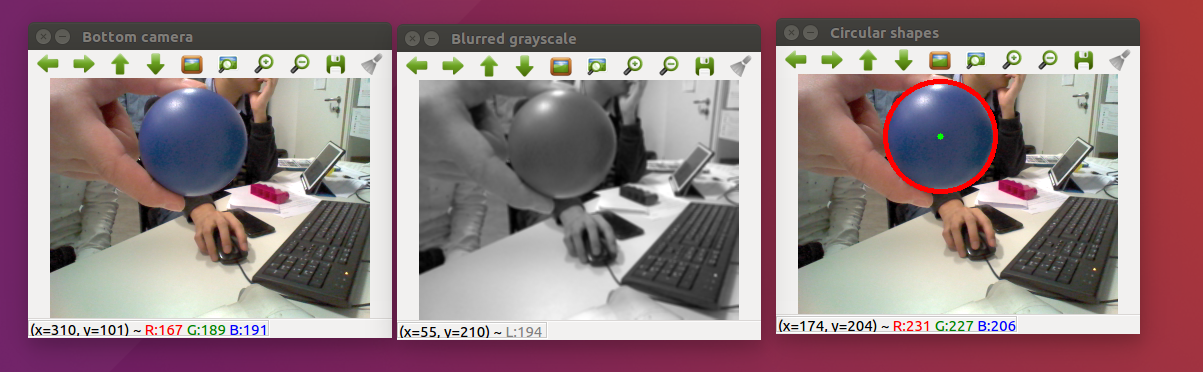 Bottom camera
(x=310, y=101) ~ R:167 G:189 B:191
Blurred grayscale
(x=55, y=210) ~ L:194
Circular shapes
(x=174, y=204) ~ R:231 G:227 B:206